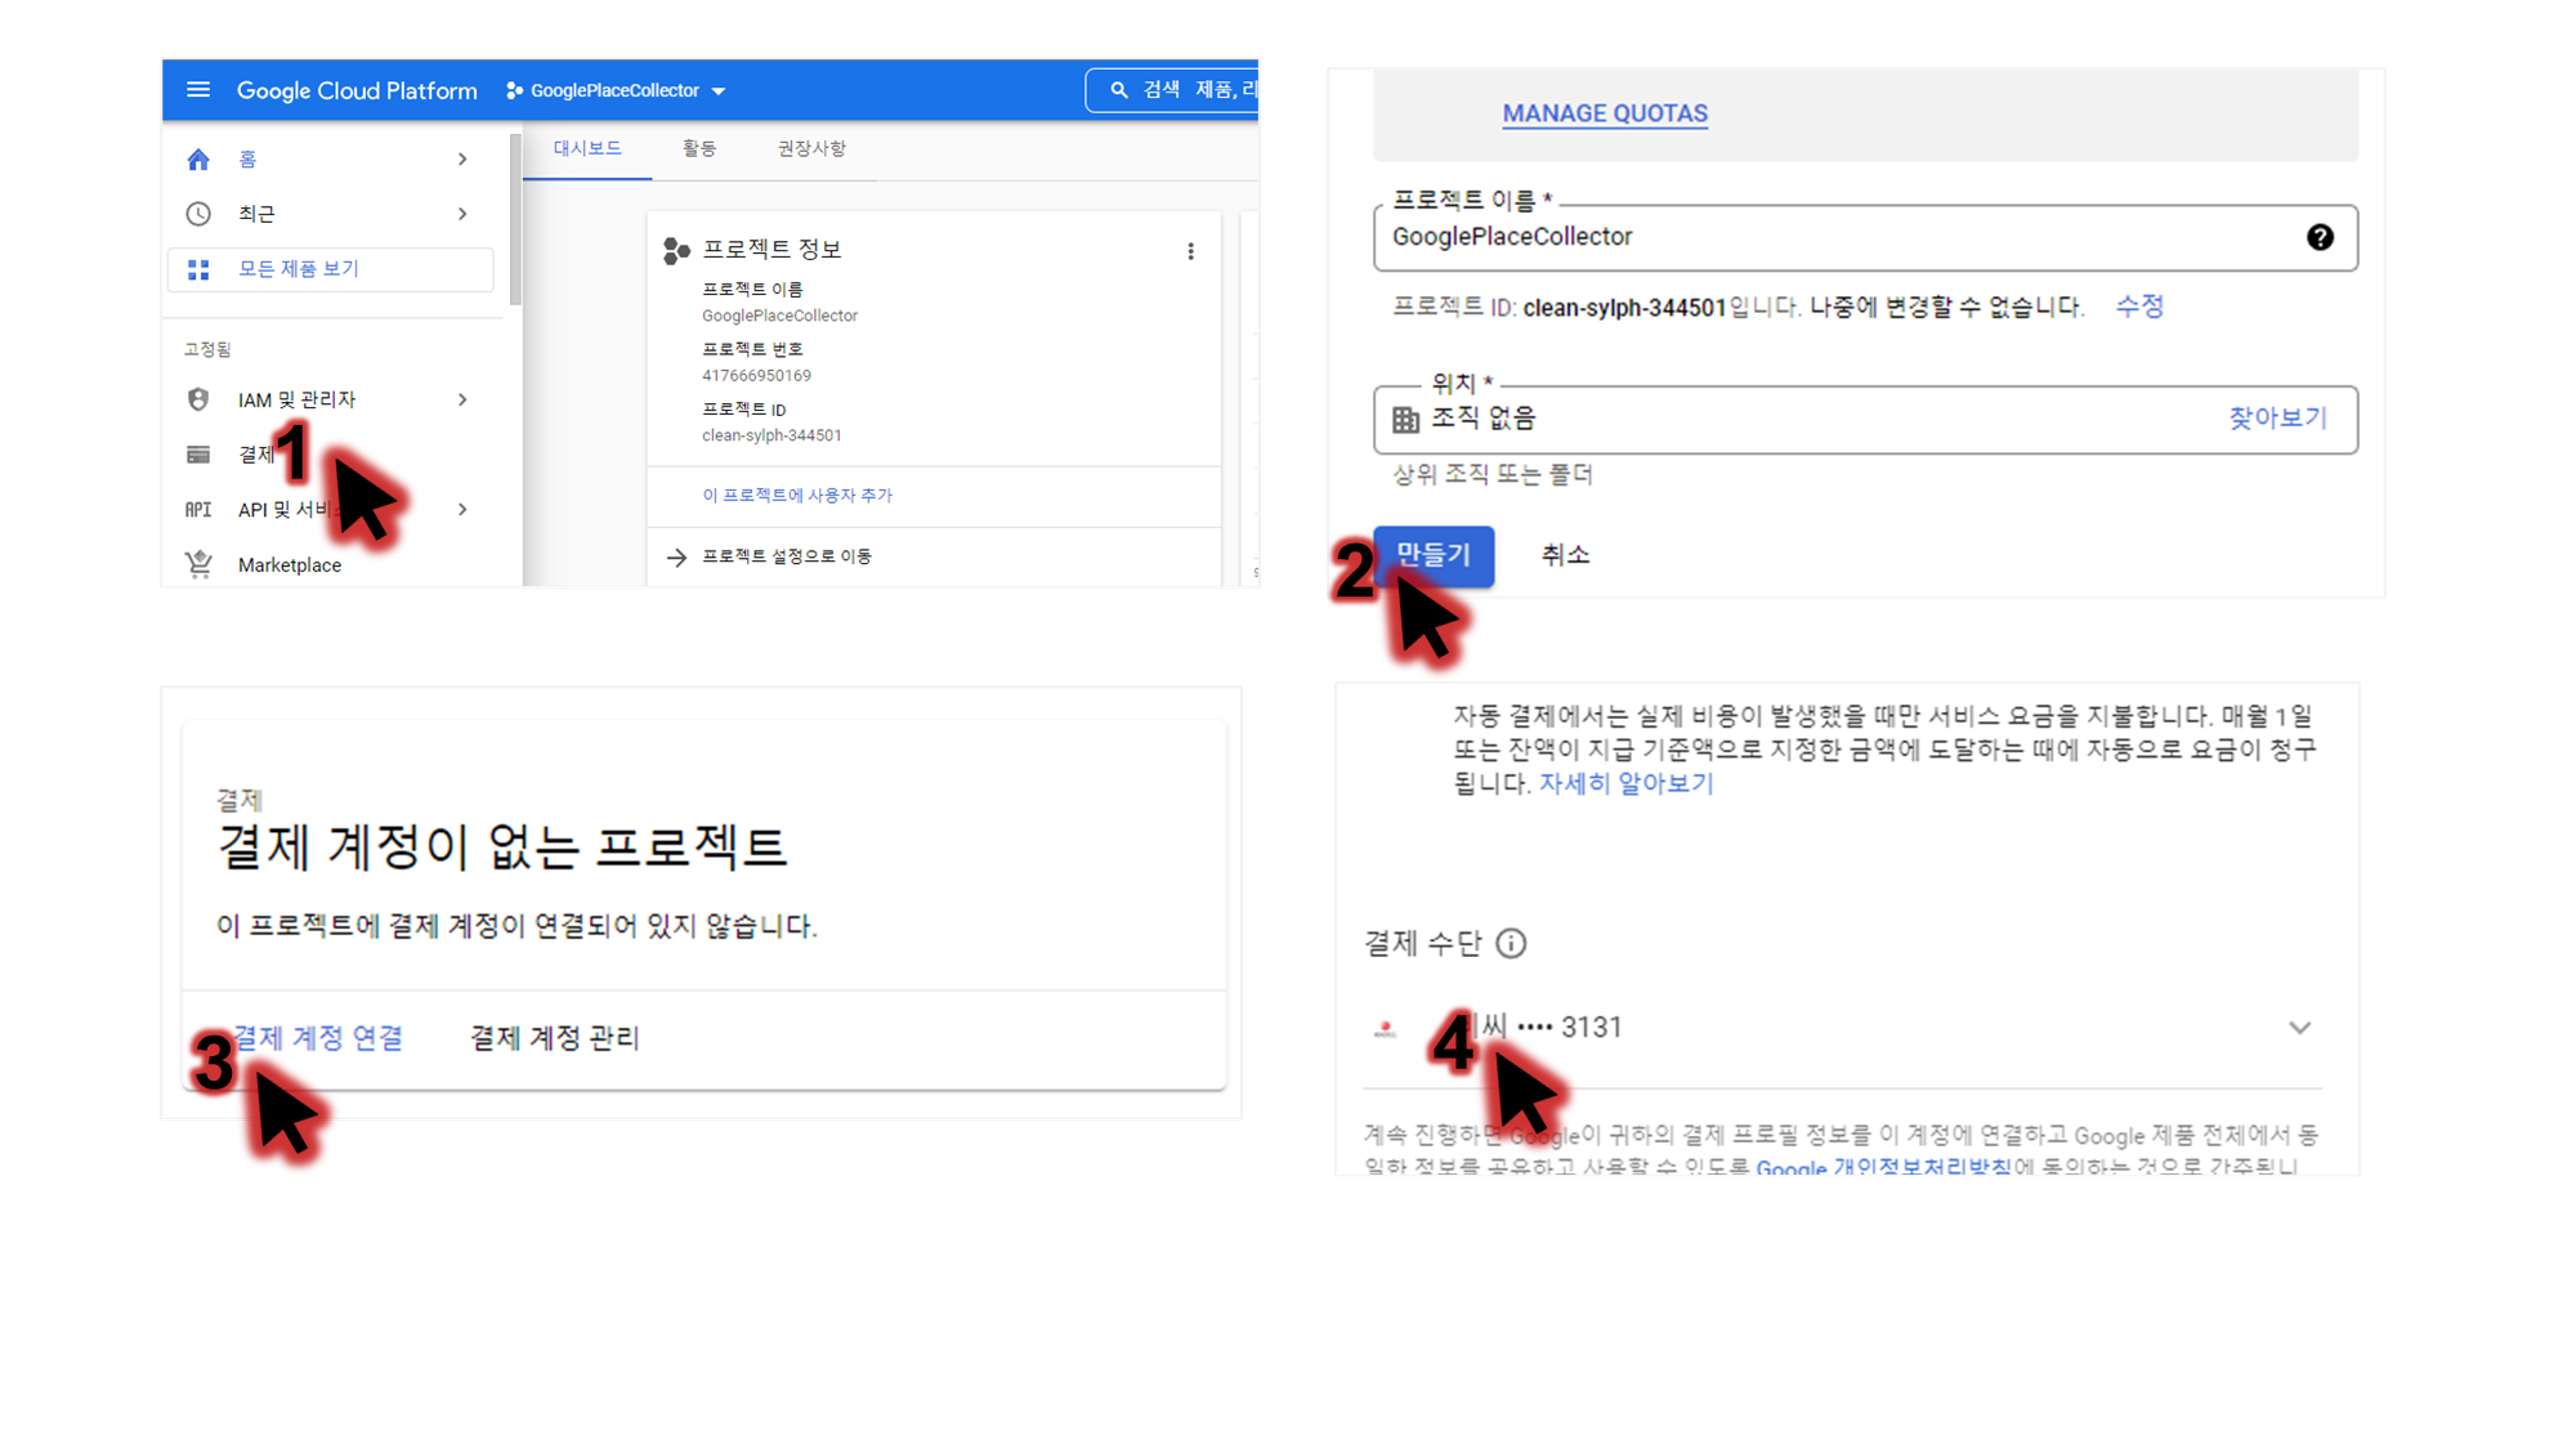 Google Cloud Platform
GooglePlaceCollector
검색 제품, 리
홈
최근
모든 제품 보기
고정됨
IAM 및 관리자
결제
1
API API 및 서비
Marketplace
대시보드 활동 권장사항
프로젝트 정보
프로젝트 이름
GooglePlaceCollector
프로젝트 번호
417666950169
프로젝트 ID
clean-sylph-344501
이 프로젝트에 사용자 추가
프로젝트 설정으로 이동
MANAGE QUOTAS
프로젝트 이름 *
GooglePlaceCollector
프로젝트 ID: clean-sylph-344501입니다. 나중에 변경할 수 없습니다. 수정
위치 *
조직 없음 찾아보기
상위 조직 또는 폴더
2
만들기 취소
결제
결제 계정이 없는 프로젝트
이 프로젝트에 결제 계정이 연결되어 있지 않습니다.
결제 계정 연결 결제 계정 관리
3
자동 결제에서는 실제 비용이 발생했을 때만 서비스 요금을 지불합니다. 매월 1일
또는 잔액이 지급 기준액으로 지정한 금액에 도달하는 때에 자동으로 요금이 청구
됩니다. 자세히 알아보기
결제 수단
4 씨 •••• 3131
계속 진행하면 Google이 귀하의 결제 프로필 정보를 이 계정에 연결하고 Google 제품 전체에서 동
일한 정보를 공유하고 사용할 수 있도록 Google 개인정보처리방침에 동의하는 것으로 간주됩니